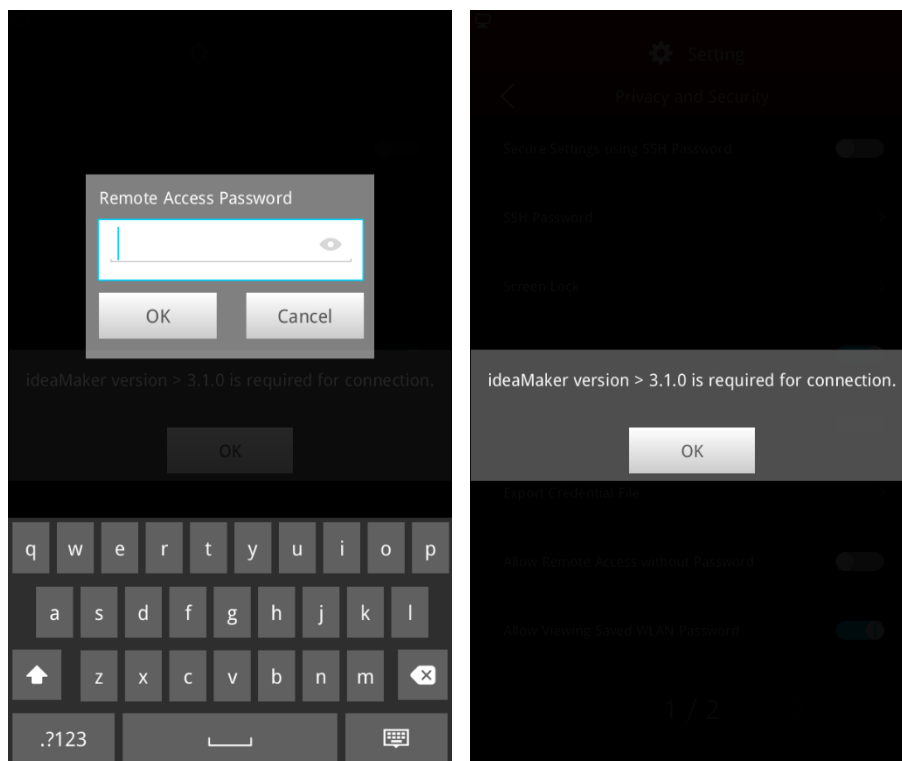 Remote Access Password
OK
Cancel
ideaMaker version > 3.1.0 is required for connection.
OK
q w e r t y u i o p
a s d f g h j k l
z x c v b n m
.?123
Setting
Privacy and Security
Secure Settings using SSH Password
SSH Password
Screen Lock
ideaMaker version > 3.1.0 is required for connection.
OK
Export Credential File
Allow Remote Access without Password
Allow Viewing Saved WLAN Password
1 / 2